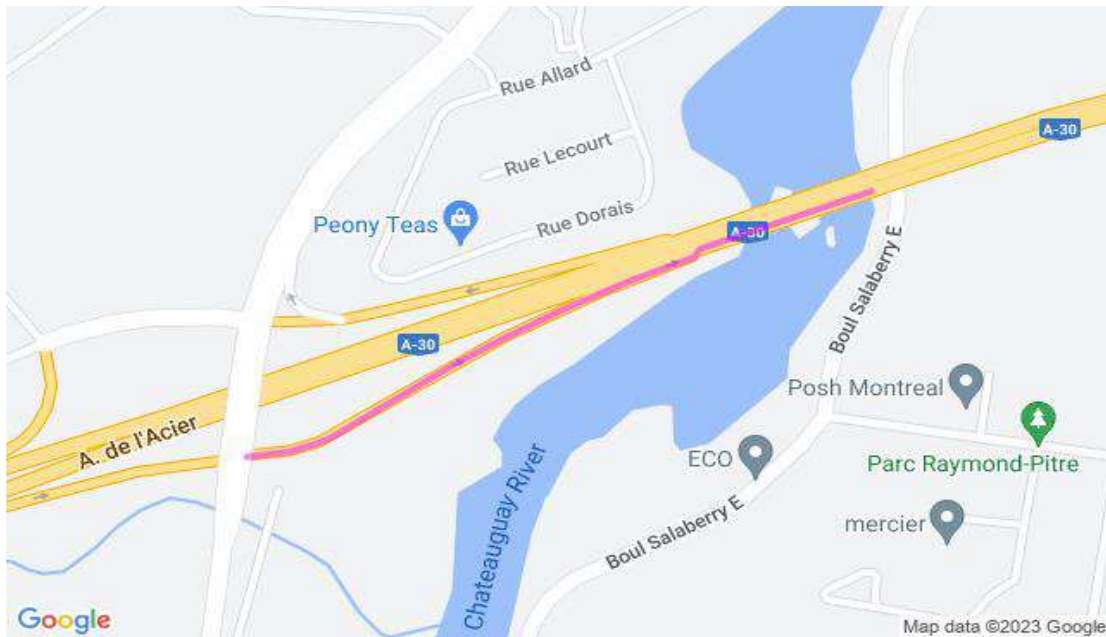 Rue Allard
A-30
Rue Lecourt
Peony Teas
Rue Dorais
A-30
Boul Salaberry E
A-30
Posh Montreal
A. de l'Acier
ECO
Parc Raymond-Pitre
Chateauguay River
Boul Salaberry E
mercier
Google
Map data ©2023 Google